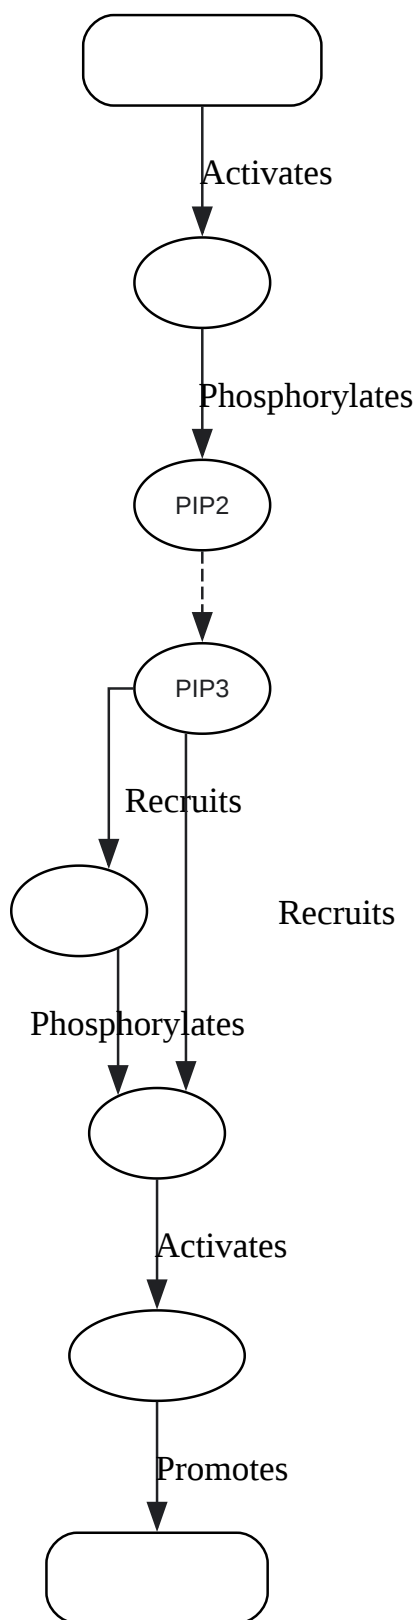 Activates
Phosphorylates
PIP2
PIP3
Recruits
Recruits
Phosphorylates
Activates
Promotes